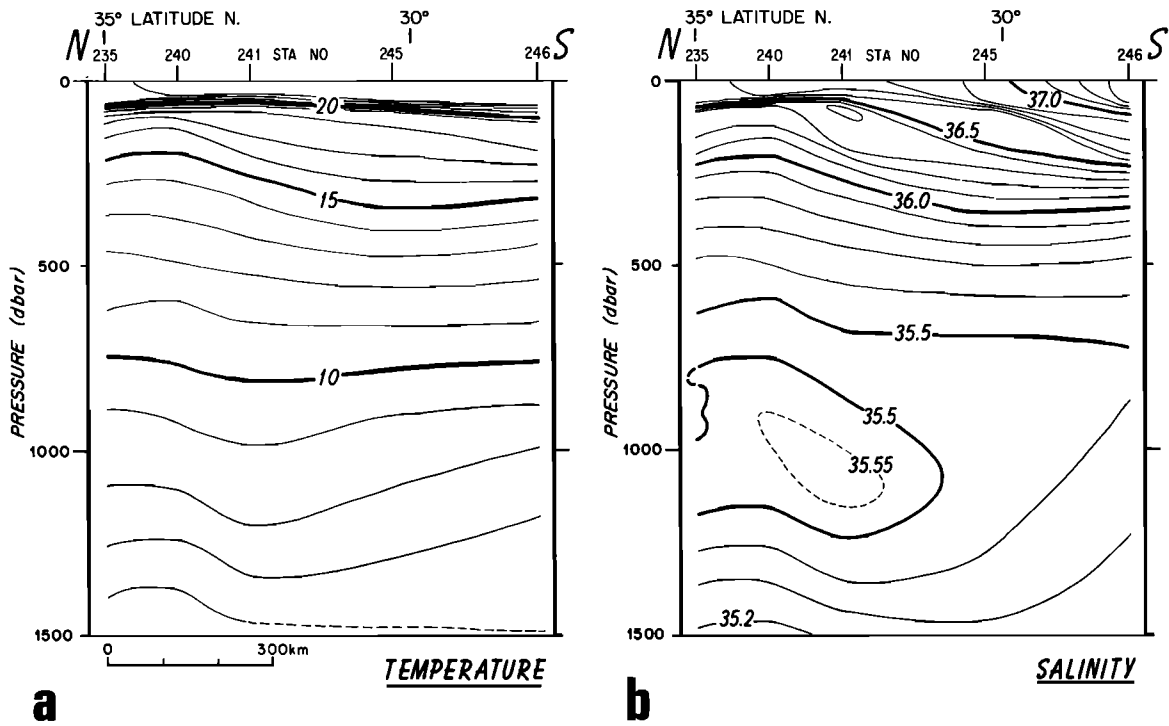 35° LATITUDE N. 30°
N 235 240 241 STA NO 245 246 S
0
20
15
500
10
1000
1500
PRESSURE (dbar)
0 300km
TEMPERATURE
a
35° LATITUDE N. 30°
N 235 240 241 STA NO 245 246 S
0
37.0
36.5
36.0
500
35.5
35.5
1000
35.55
35.2
1500
PRESSURE (dbar)
SALINITY
b